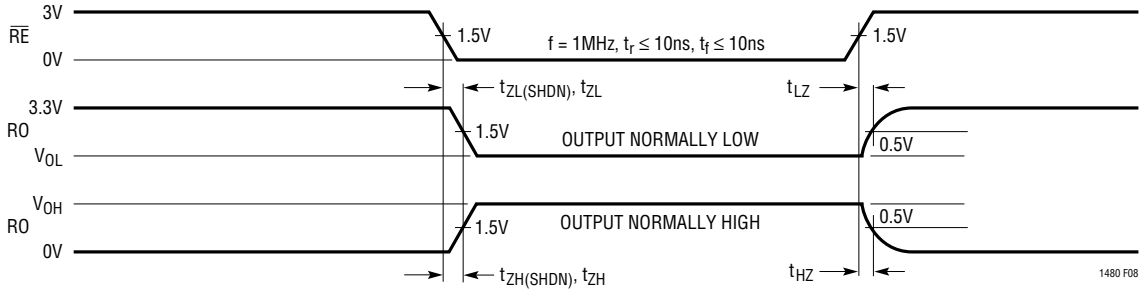 3V
RE
1.5V
f = 1MHz, tr ≤ 10ns, tf ≤ 10ns
1.5V
0V
tZL(SHDN), tZL
tLZ
3.3V
RO
1.5V
OUTPUT NORMALLY LOW
0.5V
VOL
VOH
RO
1.5V
OUTPUT NORMALLY HIGH
0.5V
0V
tZH(SHDN), tZH
tHZ
1480 F08